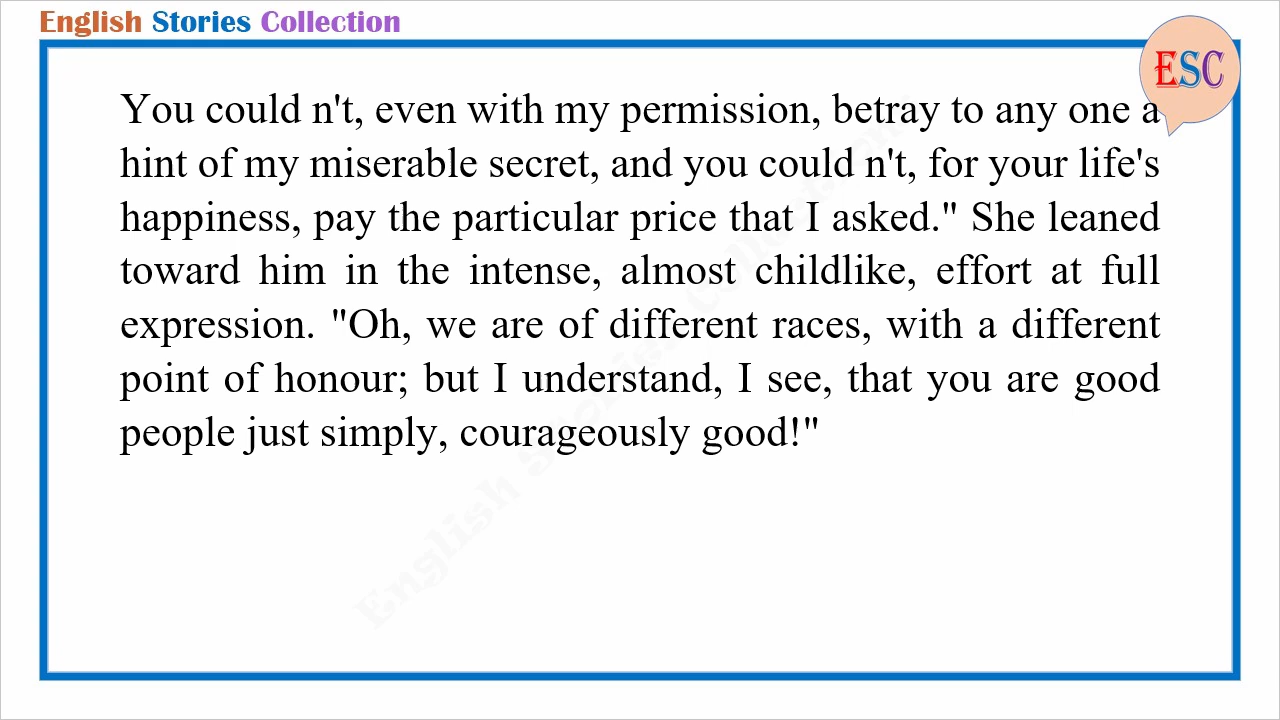 English Stories Collection
ESC
You could n't, even with my permission, betray to any one a
hint of my miserable secret, and you could n't, for your life's
happiness, pay the particular price that I asked." She leaned
toward him in the intense, almost childlike, effort at full
expression. "Oh, we are of different races, with a different
point of honour; but I understand, I see, that you are good
people just simply, courageously good!"
English Stories Collection